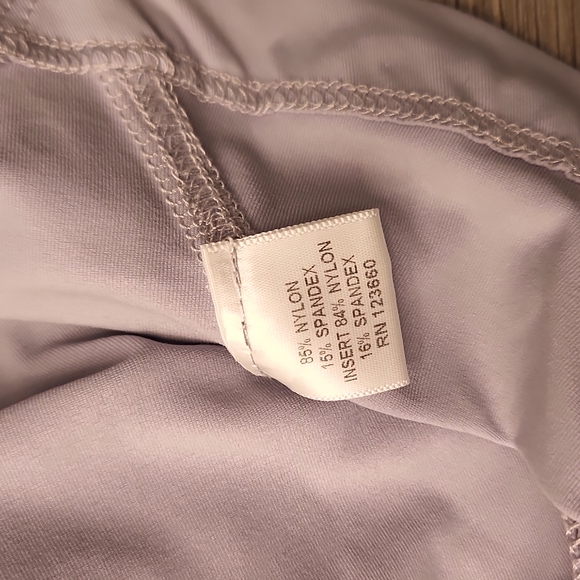 85% NYLON
15% SPANDEX
INSERT 84% NYLON
16% SPANDEX
RN 123660